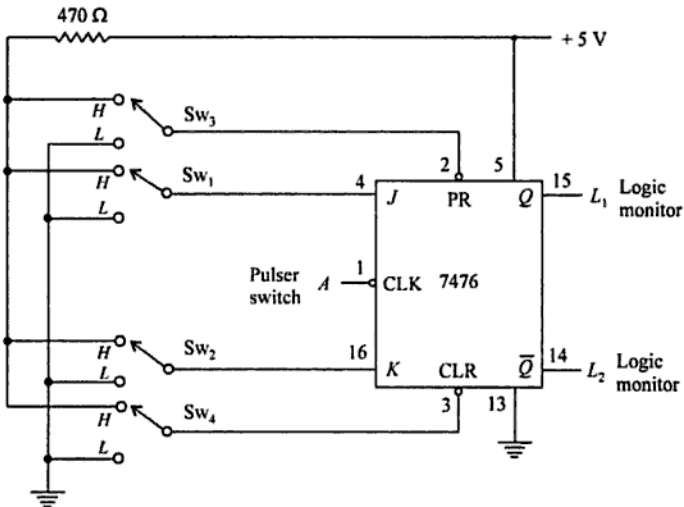 470 Ω
+ 5 V
H
Sw₃
L
H
Sw₁
L
2
5
4
15
J
PR
Q
L₁ Logic monitor
Pulser switch
A
1
CLK
7476
H
Sw₂
L
16
K
CLR
Q̅
14
L₂ Logic monitor
H
Sw₄
L
3
13